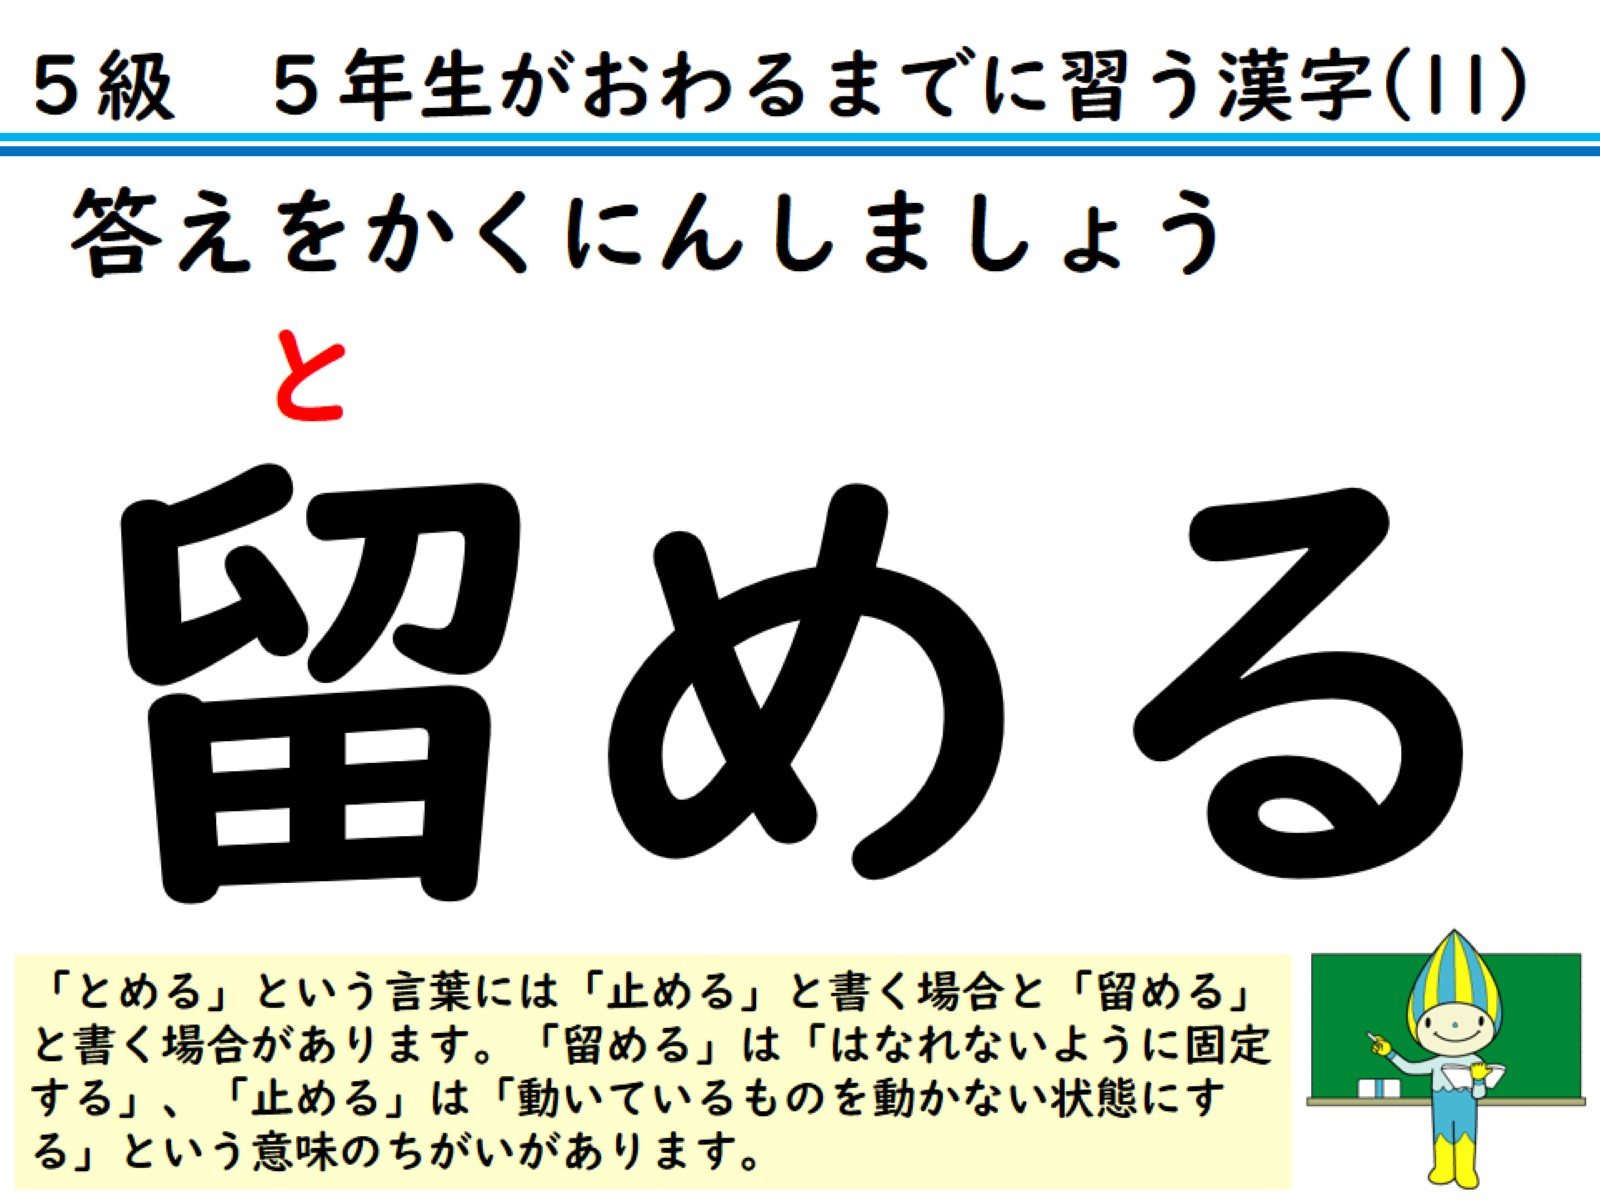 ５級　５年生がおわるまでに習う漢字(11)
答えをかくにんしましょう
と
留める
「とめる」という言葉には「止める」と書く場合と「留める」
と書く場合があります。「留める」は「はなれないように固定
する」、「止める」は「動いているものを動かない状態にす
る」という意味のちがいがあります。